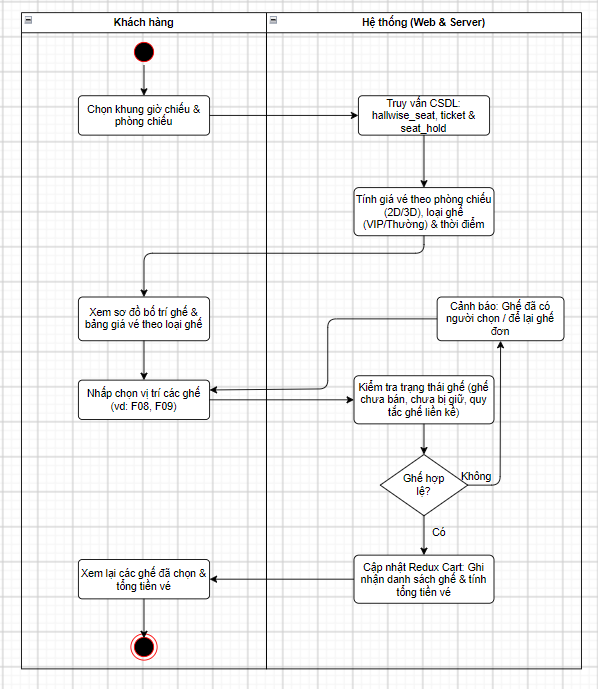 Khách hàng
Hệ thống (Web & Server)
Chọn khung giờ chiếu &
phòng chiếu
Truy vấn CSDL:
hallwise_seat, ticket &
seat_hold
Tính giá vé theo phòng chiếu
(2D/3D), loại ghế
(VIP/Thường) & thời điểm
Xem sơ đồ bố trí ghế &
bảng giá vé theo loại ghế
Cảnh báo: Ghế đã có
người chọn / để lại ghế
đơn
Nhấp chọn vị trí các ghế
(vd: F08, F09)
Kiểm tra trạng thái ghế (ghế
chưa bán, chưa bị giữ, quy
tắc ghế liền kề)
Ghế hợp
lệ?
Không
Có
Xem lại các ghế đã chọn &
tổng tiền vé
Cập nhật Redux Cart: Ghi
nhận danh sách ghế & tính
tổng tiền vé